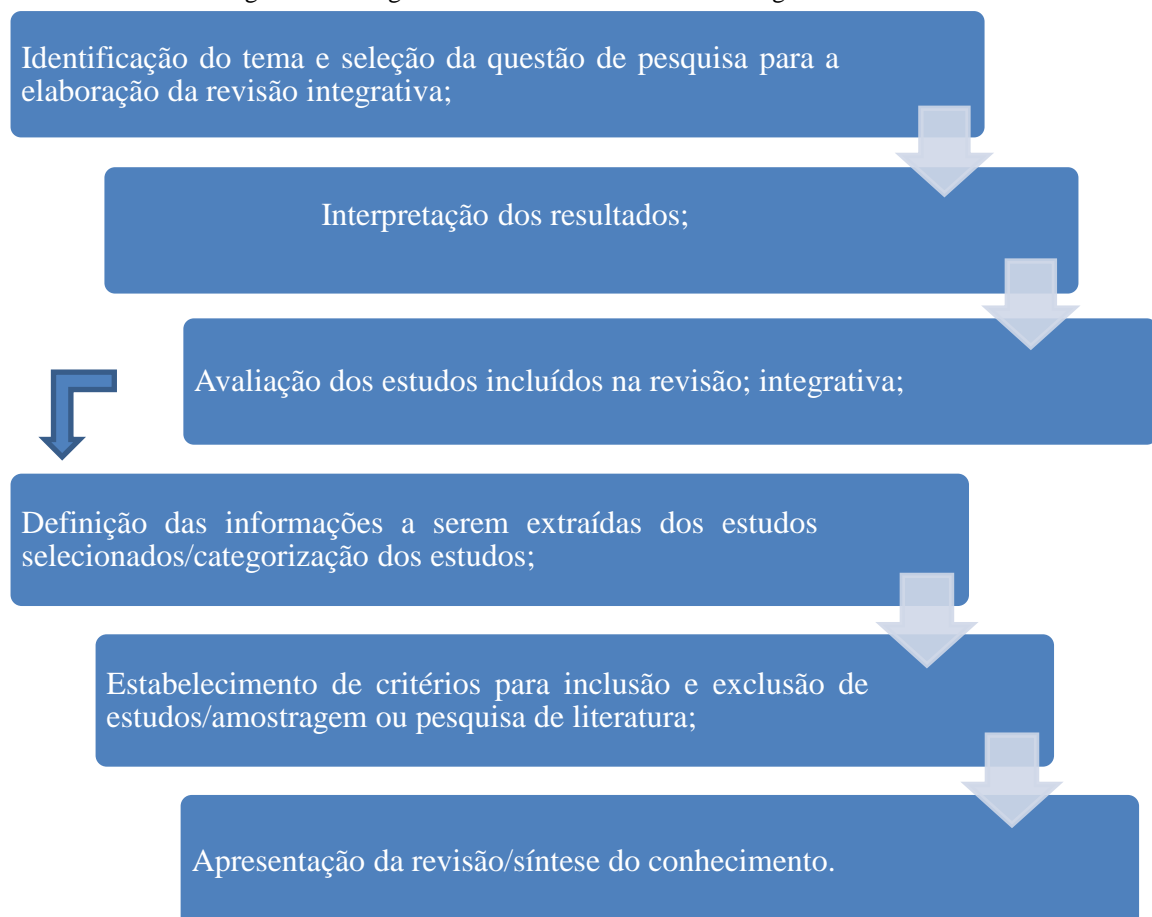 Identificação do tema e seleção da questão de pesquisa para a
elaboração da revisão integrativa;
Interpretação dos resultados;
Avaliação dos estudos incluídos na revisão; integrativa;
Definição das informações a serem extraídas dos estudos
selecionados/categorização dos estudos;
Estabelecimento de critérios para inclusão e exclusão de
estudos/amostragem ou pesquisa de literatura;
Apresentação da revisão/síntese do conhecimento.